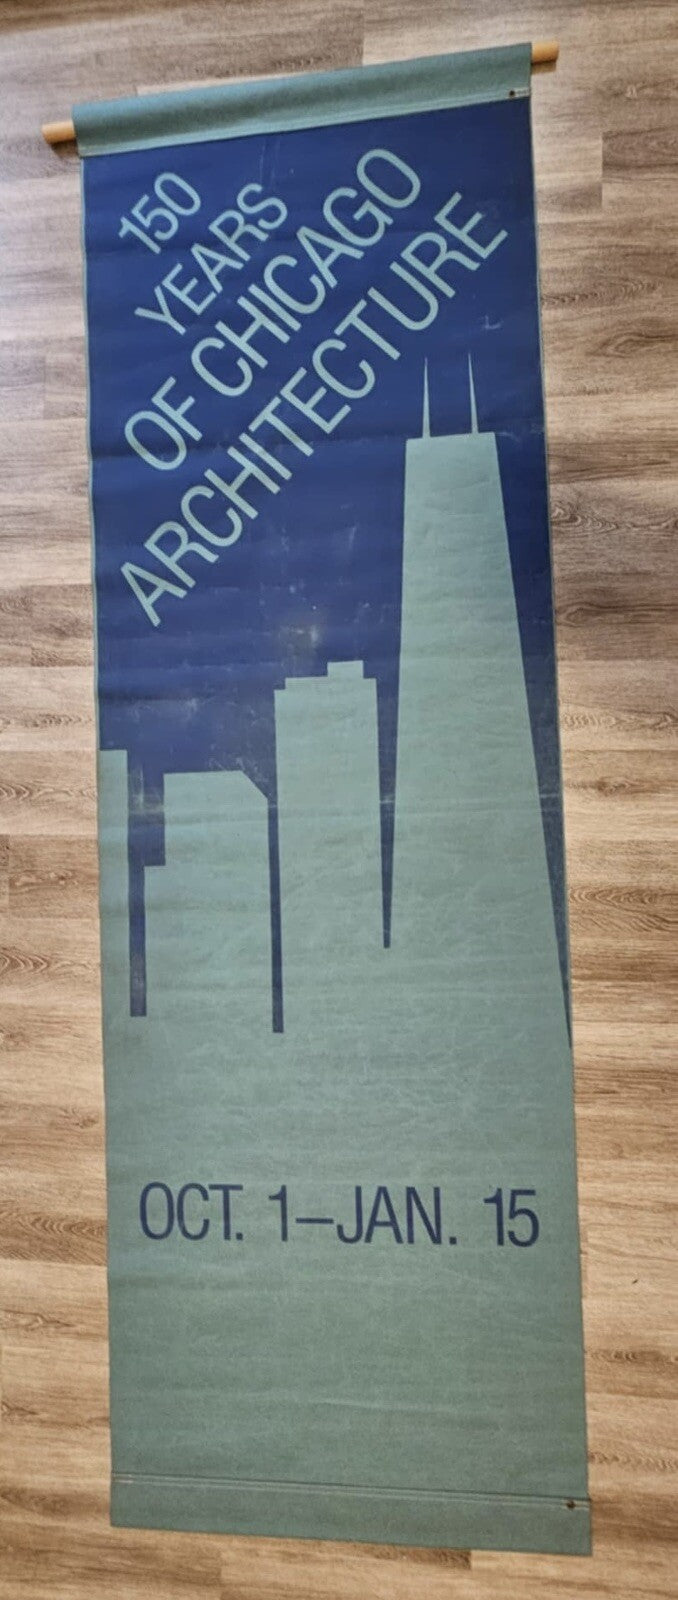 150
YEARS
OF CHICAGO
ARCHITECTURE
OCT. 1–JAN. 15